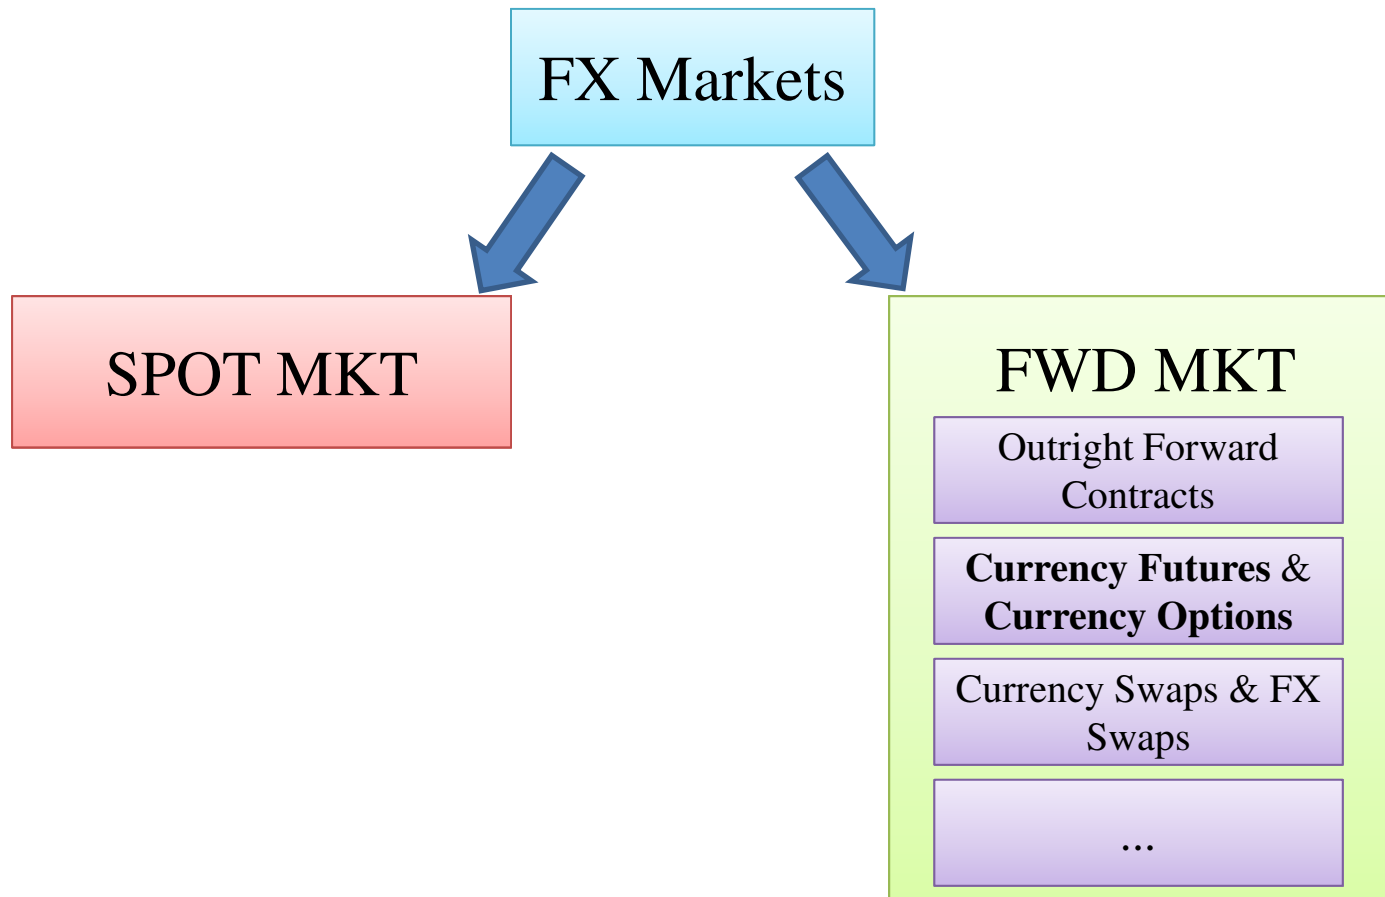 FX Markets
SPOT MKT
FWD MKT
Outright Forward
Contracts
Currency Futures &
Currency Options
Currency Swaps & FX
Swaps
...